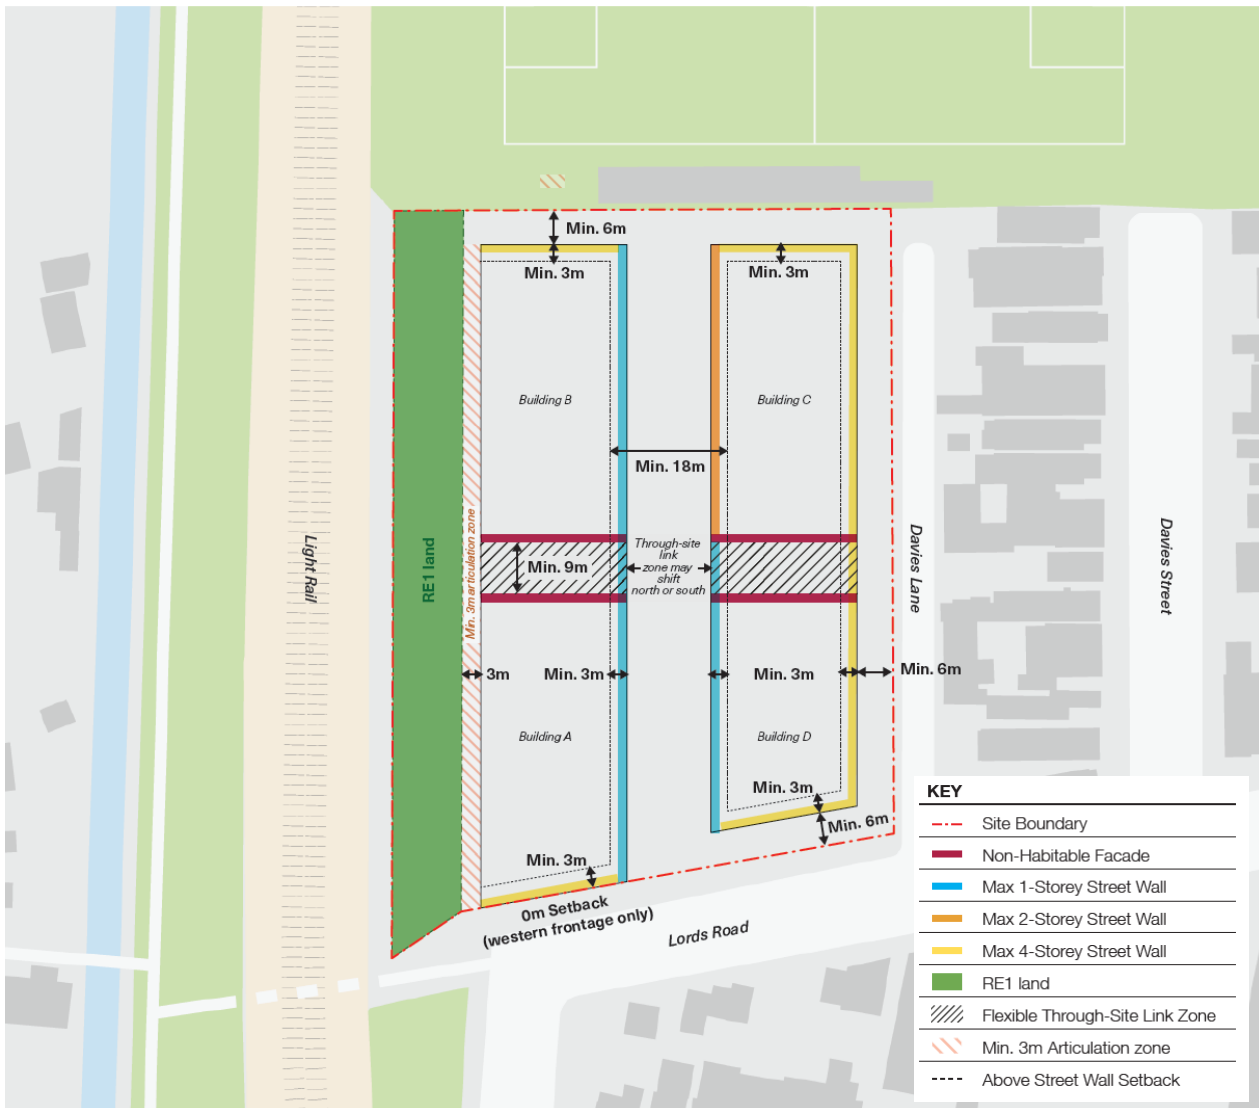 Min. 6m
Min. 3m
Min. 3m
Building B
Building C
Min. 18m
Light Rail
RE1 land
Min. 3m articulation zone
Min. 9m
Through-site
link
zone may
shift
north or south
Davies Lane
Davies Street
3m
Min. 3m
Min. 3m
Min. 6m
Building A
Building D
Min. 3m
Min. 6m
Min. 3m
0m Setback
(western frontage only)
Lords Road
KEY
Site Boundary
Non-Habitable Facade
Max 1-Storey Street Wall
Max 2-Storey Street Wall
Max 4-Storey Street Wall
RE1 land
Flexible Through-Site Link Zone
Min. 3m Articulation zone
Above Street Wall Setback